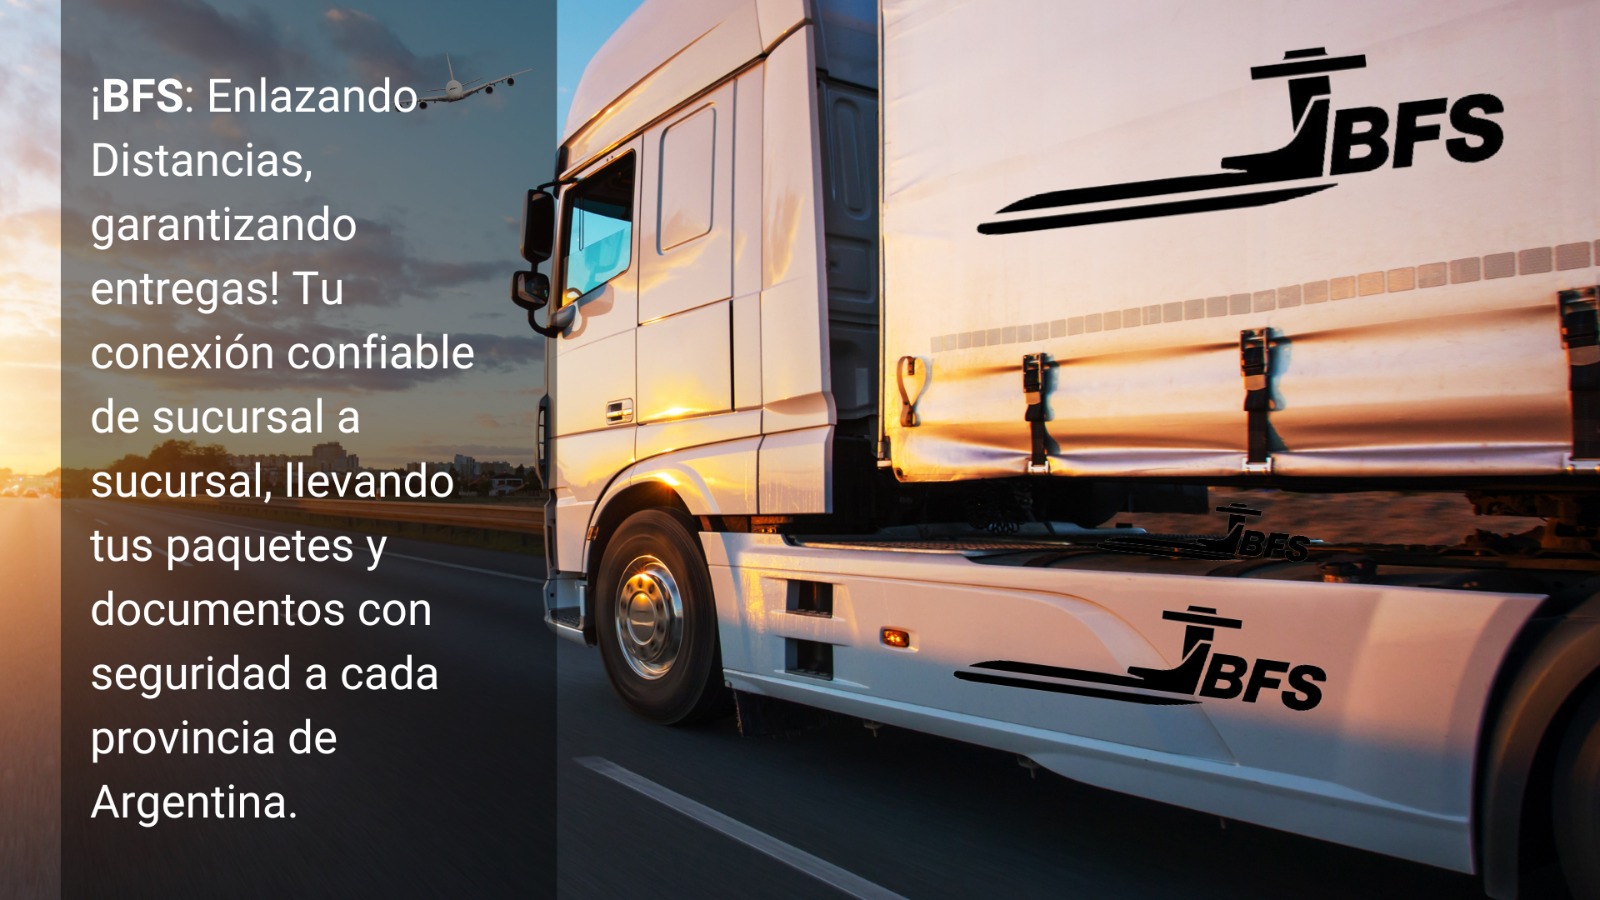 ¡BFS: Enlazando
Distancias,
garantizando
entregas! Tu
conexión confiable
de sucursal a
sucursal, llevando
tus paquetes y
documentos con
seguridad a cada
provincia de
Argentina.
BFS
BFS
BFS